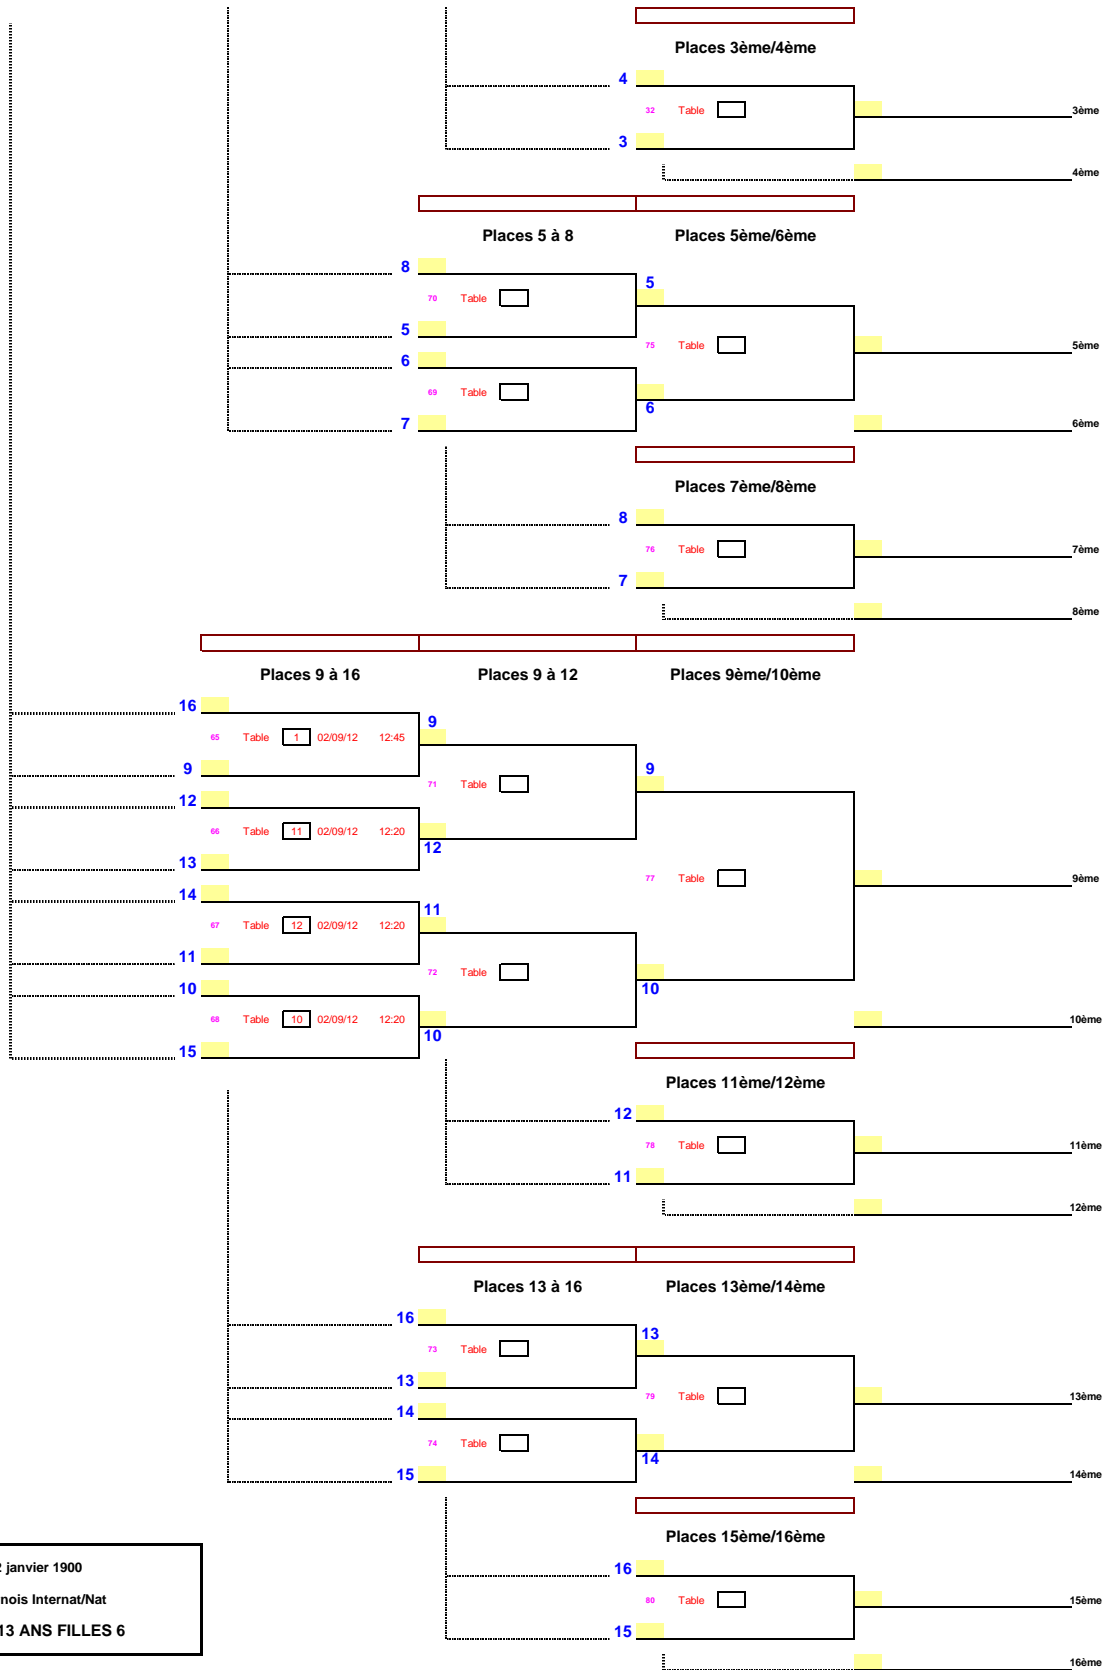 Places 3ème/4ème
4
32 Table
3ème
3
4ème
Places 5 à 8 Places 5ème/6ème
8
5
70 Table
5
75 Table
5ème
6
69 Table
6
6ème
7
Places 7ème/8ème
8
76 Table
7ème
7
8ème
Places 9 à 16 Places 9 à 12 Places 9ème/10ème
16
9
65 Table 1 02/09/12 12:45
9
9
71 Table
12
66 Table 11 02/09/12 12:20
12
13
77 Table
9ème
14
11
67 Table 12 02/09/12 12:20
11
72 Table
10
10
68 Table 10 02/09/12 12:20
10ème
10
15
Places 11ème/12ème
12
78 Table
11ème
11
12ème
Places 13 à 16 Places 13ème/14ème
16
13
73 Table
13
79 Table
13ème
14
74 Table
14
15
14ème
Places 15ème/16ème
16
80 Table
15ème
15
16ème
janvier 1900
nois Internat/Nat
13 ANS FILLES 6